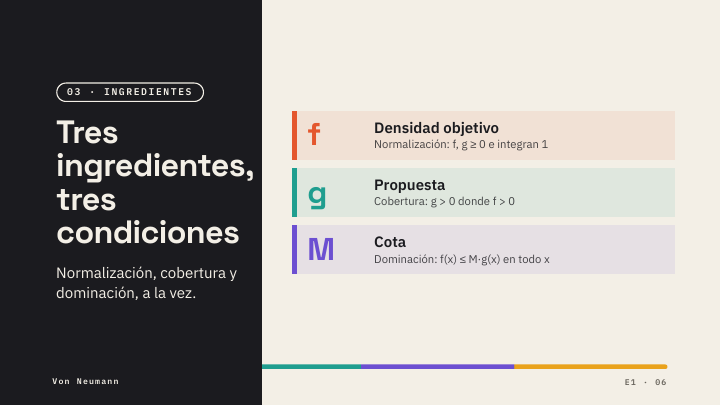 03 · INGREDIENTES
Tres
ingredientes,
tres
condiciones
Normalización, cobertura y
dominación, a la vez.
f
Densidad objetivo
Normalización: f, g ≥ 0 e integran 1
g
Propuesta
Cobertura: g > 0 donde f > 0
M
Cota
Dominación: f(x) ≤ M·g(x) en todo x
Von Neumann
E1 · 06